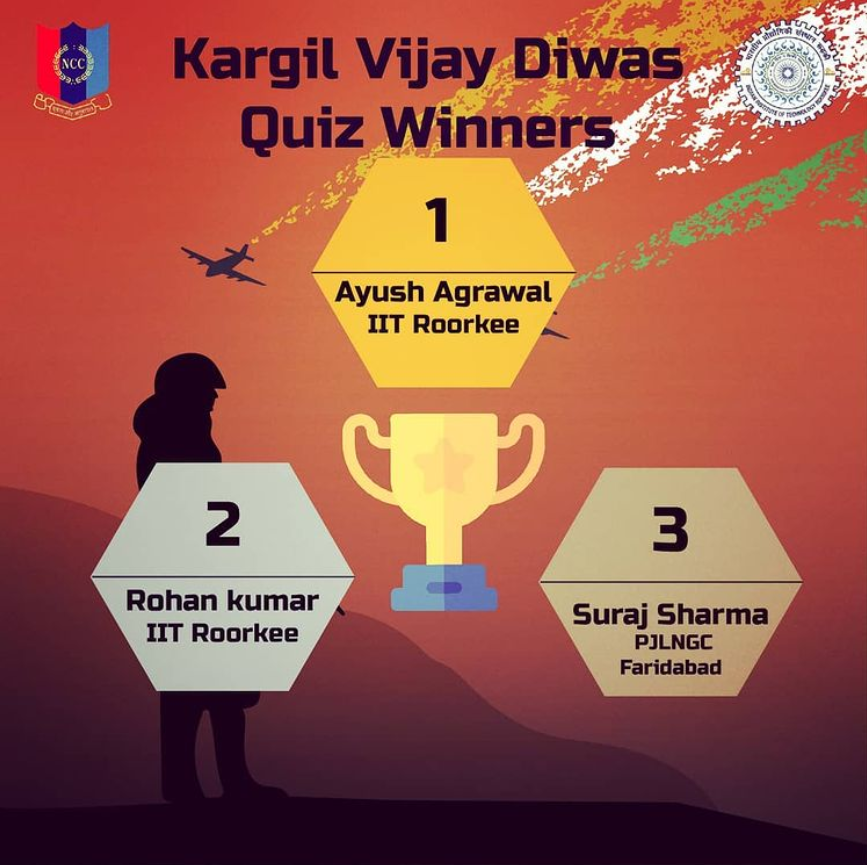 NCC
Kargil Vijay Diwas
Quiz Winners
1
Ayush Agrawal
IIT Roorkee
2
Rohan kumar
IIT Roorkee
3
Suraj Sharma
PJLNGC
Faridabad